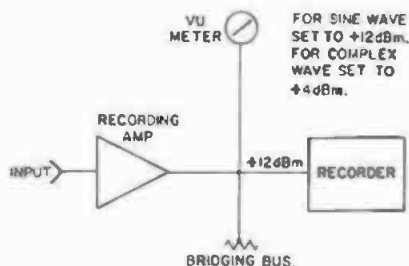 VU
METER
FOR SINE WAVE
SET TO +12dBm.
FOR COMPLEX
WAVE SET TO
+4dBm.
RECORDING
AMP
INPUT
+12dBm
RECORDER
BRIDGING BUS